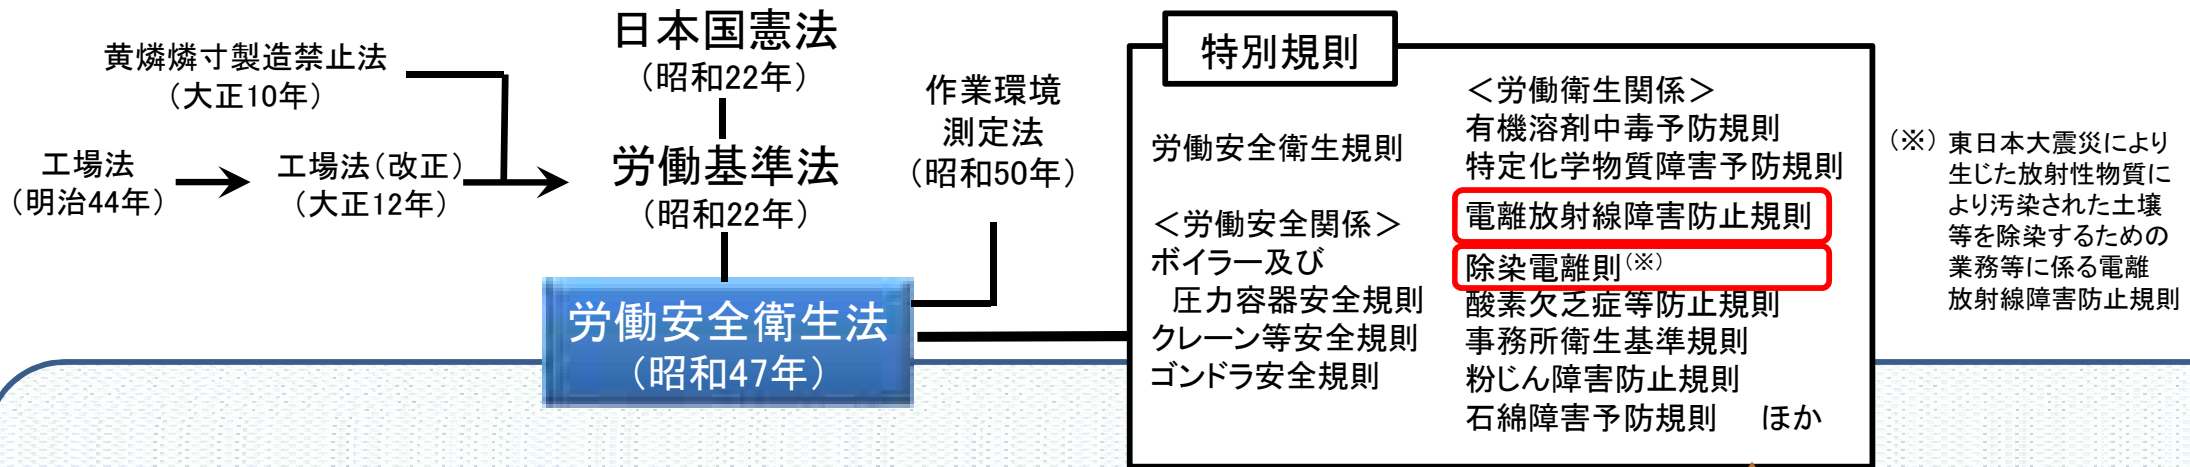 黄燐燐寸製造禁止法
（大正10年）
工場法
（明治44年）
工場法（改正）
（大正12年）
日本国憲法
（昭和22年）
労働基準法
（昭和22年）
作業環境
測定法
（昭和50年）
労働安全衛生法
（昭和47年）
特別規則
労働安全衛生規則
＜労働安全関係＞
ボイラー及び
圧力容器安全規則
クレーン等安全規則
ゴンドラ安全規則
＜労働衛生関係＞
有機溶剤中毒予防規則
特定化学物質障害予防規則
電離放射線障害防止規則
除染電離則（※）
酸素欠乏症等防止規則
事務所衛生基準規則
粉じん障害防止規則
石綿障害予防規則　ほか
（※）東日本大震災により
生じた放射性物質に
より汚染された土壌
等を除染するための
業務等に係る電離
放射線障害防止規則